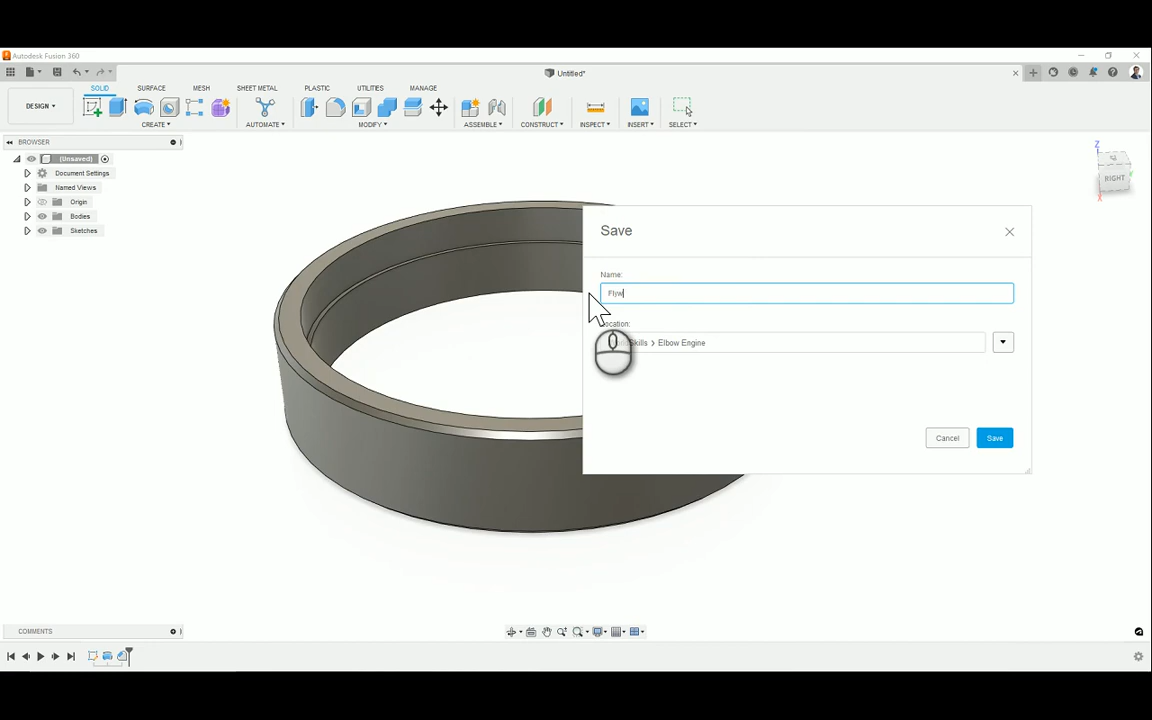 Autodesk Fusion 360
Untitled*
DESIGN
SOLID SURFACE MESH SHEET METAL PLASTIC UTILITIES MANAGE
CREATE AUTOMATE MODIFY ASSEMBLE CONSTRUCT INSPECT INSERT SELECT
BROWSER
(Unsaved)
Document Settings
Named Views
Origin
Bodies
Sketches
Z
RIGHT
X
Save
Name:
Flyw
Location:
Skills > Elbow Engine
Cancel Save
COMMENTS